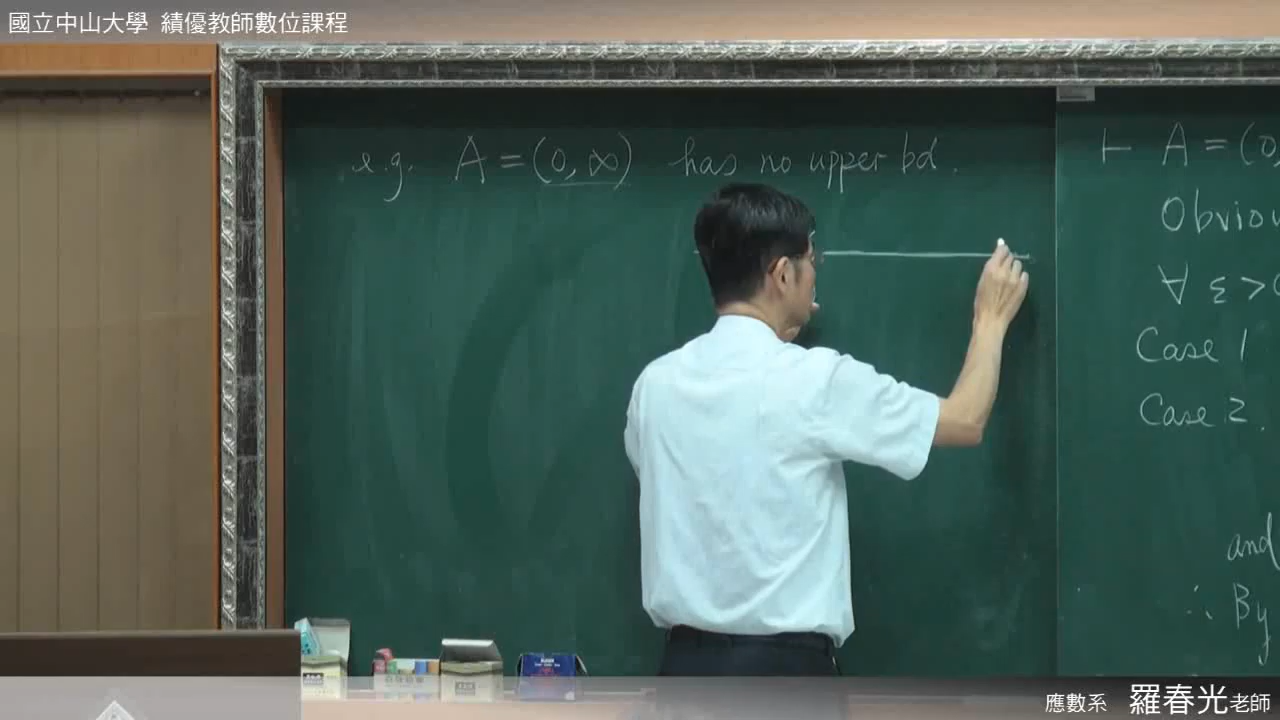 國立中山大學 績優教師數位課程
e.g. A = (0, ∞) has no upper bd.
⊢ A = (0,
Obviou
∀ ε > 0
Case 1
Case 2.
and
∴ By
應數系 羅春光老師